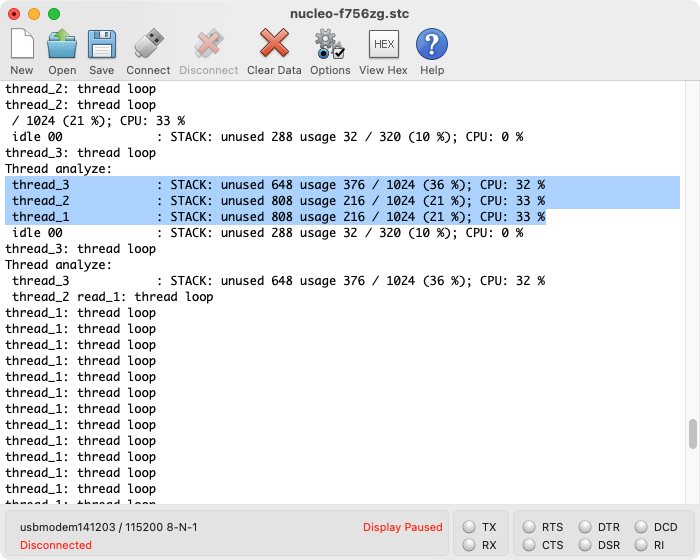 nucleo-f756zg.stc
New Open Save Connect Disconnect Clear Data Options HEX View Hex ? Help
thread_2: thread loop
thread_2: thread loop
/ 1024 (21 %); CPU: 33 %
idle 00 : STACK: unused 288 usage 32 / 320 (10 %); CPU: 0 %
thread_3: thread loop
Thread analyze:
thread_3 : STACK: unused 648 usage 376 / 1024 (36 %); CPU: 32 %
thread_2 : STACK: unused 808 usage 216 / 1024 (21 %); CPU: 33 %
thread_1 : STACK: unused 808 usage 216 / 1024 (21 %); CPU: 33 %
idle 00 : STACK: unused 288 usage 32 / 320 (10 %); CPU: 0 %
thread_3: thread loop
Thread analyze:
thread_3 : STACK: unused 648 usage 376 / 1024 (36 %); CPU: 32 %
thread_2 read_1: thread loop
thread_1: thread loop
thread_1: thread loop
thread_1: thread loop
thread_1: thread loop
thread_1: thread loop
thread_1: thread loop
thread_1: thread loop
thread_1: thread loop
thread_1: thread loop
thread_1: thread loop
thread_1: thread loop
thread_1: thread loop
thread_1: thread loop
usbmodem141203 / 115200 8-N-1 Display Paused TX RTS DTR DCD
Disconnected RX CTS DSR RI